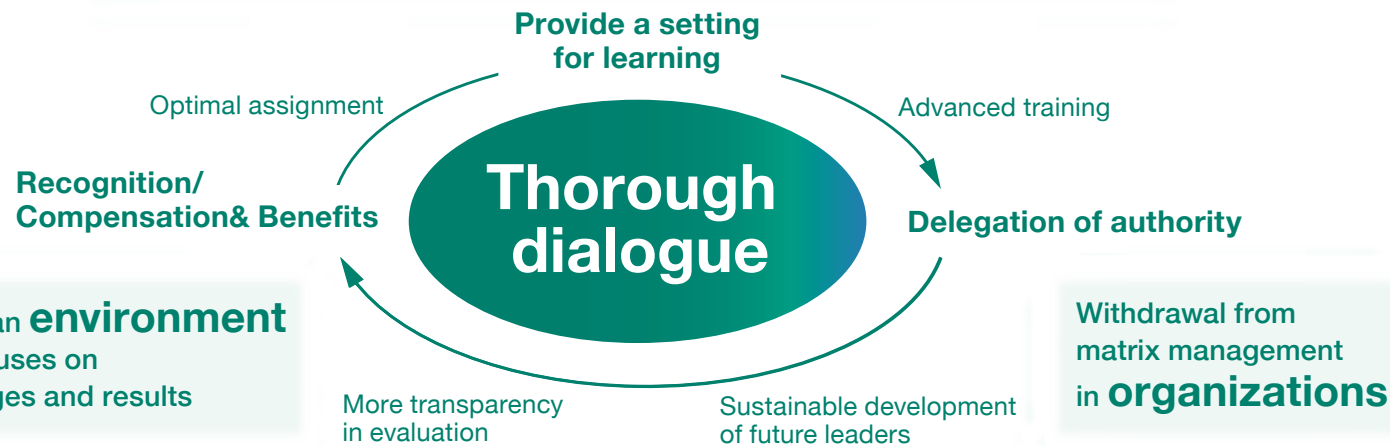 Provide a setting
for learning
Optimal assignment
Advanced training
Recognition/
Compensation& Benefits
Thorough
dialogue
Delegation of authority
an environment
uses on
ges and results
Withdrawal from
matrix management
in organizations
More transparency
in evaluation
Sustainable development
of future leaders